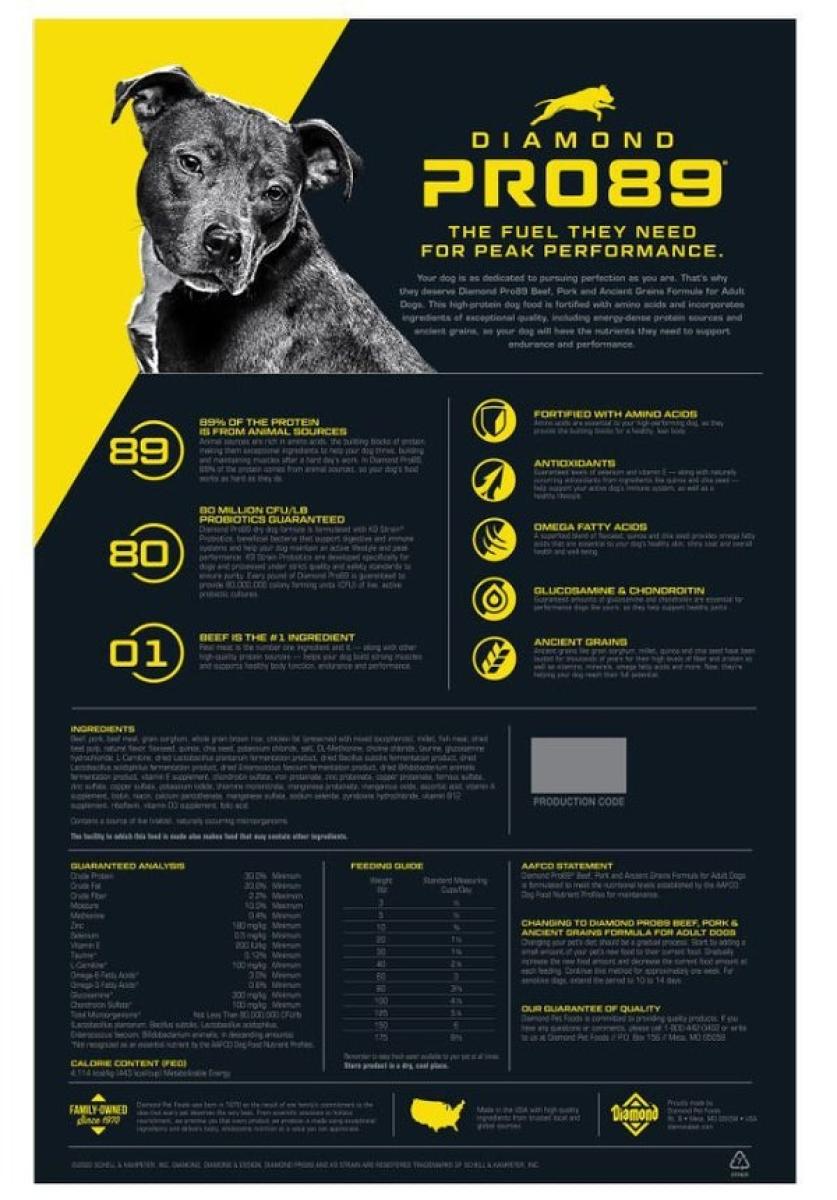 DIAMOND
PRO89®
THE FUEL THEY NEED
FOR PEAK PERFORMANCE.
Your dog is as dedicated to pursuing perfection as you are. That's why
they deserve Diamond Pro89 Beef, Pork and Ancient Grains Formula for Adult
Dogs. This high-protein dog food is fortified with amino acids and incorporates
ingredients of exceptional quality, including energy-dense protein sources and
ancient grains, so your dog will have the nutrients they need to support
endurance and performance.
89
89% OF THE PROTEIN
IS FROM ANIMAL SOURCES
Animal sources are rich in amino acids, the building blocks of protein
making them exceptional ingredients to help your dog thrive, building
and maintaining muscles after a hard day's work. In Diamond Pro89,
89% of the protein comes from animal sources, so your dog's food
works as hard as they do.
80
80 MILLION CFU/LB
PROBIOTICS GUARANTEED
Diamond Pro89 dry dog formula is formulated with K9 Strain®
Probiotics, beneficial bacteria that support digestive and immune
systems and help your dog maintain an active lifestyle and peak
performance. K9 Strain Probiotics are developed specifically for
dogs and processed under strict quality and safety standards to
ensure purity. Every pound of Diamond Pro89 is guaranteed to
provide 80,000,000 colony forming units (CFU) of live, active
probiotic cultures.
01
BEEF IS THE #1 INGREDIENT
Real meat is the number one ingredient and it — along with other
high-quality protein sources — helps your dog build strong muscles
and supports healthy body function, endurance and performance.
FORTIFIED WITH AMINO ACIDS
Amino acids are essential to your high-performing dog, as they
provide the building blocks for a healthy, lean body.
ANTIOXIDANTS
Guaranteed levels of selenium and vitamin E — along with naturally
occurring antioxidants from ingredients like quinoa and chia seed —
help support your active dog's immune system, as well as a
healthy lifestyle.
OMEGA FATTY ACIDS
A superfood blend of flaxseed, quinoa and chia seed provides omega fatty
acids that are essential to your dog's healthy skin, shiny coat and overall
health and well-being.
GLUCOSAMINE & CHONDROITIN
Guaranteed amounts of glucosamine and chondroitin are essential for
performance dogs like yours, as they help support healthy joints.
ANCIENT GRAINS
Ancient grains like grain sorghum, millet, quinoa and chia seed have been
lauded for thousands of years for their high levels of fiber and protein as
well as vitamins, minerals, omega fatty acids and more. Now, they're
helping your dog reach their full potential.
INGREDIENTS
Beef, pork, beef meal, grain sorghum, whole grain brown rice, chicken fat (preserved with mixed tocopherols), millet, fish meal, dried
beet pulp, natural flavor, flaxseed, quinoa, chia seed, potassium chloride, salt, DL-Methionine, choline chloride, taurine, glucosamine
hydrochloride, L-Carnitine, dried Lactobacillus plantarum fermentation product, dried Bacillus subtilis fermentation product, dried
Lactobacillus acidophilus fermentation product, dried Enterococcus faecium fermentation product, dried Bifidobacterium animalis
fermentation product, vitamin E supplement, chondroitin sulfate, iron proteinate, zinc proteinate, copper proteinate, ferrous sulfate,
zinc sulfate, copper sulfate, potassium iodide, thiamine mononitrate, manganese proteinate, manganous oxide, ascorbic acid, vitamin A
supplement, biotin, niacin, calcium pantothenate, manganese sulfate, sodium selenite, pyridoxine hydrochloride, vitamin B12
supplement, riboflavin, vitamin D3 supplement, folic acid.
Contains a source of live (viable), naturally occurring microorganisms.
The facility in which this food is made also makes food that may contain other ingredients.
PRODUCTION CODE
GUARANTEED ANALYSIS
Crude Protein 30.0% Minimum
Crude Fat 20.0% Minimum
Crude Fiber Maximum
Moisture 10.0% Maximum
Methionine 0.4% Minimum
Zinc 180 mg/kg Minimum
Selenium 0.5 mg/kg Minimum
Vitamin E 200 IU/kg Minimum
Taurine* 0.12% Minimum
L-Carnitine* 100 mg/kg Minimum
Omega-6 Fatty Acids* 3.0% Minimum
Omega-3 Fatty Acids* Minimum
Glucosamine* 300 mg/kg Minimum
Chondroitin Sulfate* 100 mg/kg Minimum
Total Microorganisms* Not Less Than 80,000,000 CFU/lb
(Lactobacillus plantarum, Bacillus subtilis, Lactobacillus acidophilus,
Enterococcus faecium, Bifidobacterium animalis, in descending amounts)
*Not recognized as an essential nutrient by the AAFCO Dog Food Nutrient Profiles.
CALORIE CONTENT (FED)
4,114 kcal/kg (443 kcal/cup) Metabolizable Energy
FEEDING GUIDE
Weight Standard Measuring
lbs Cups/Day
3
5
10
20
30
40
60 3
80
100
125
150 6
175
Remember to keep fresh water available to your pet at all times.
Store product in a dry, cool place.
AAFCO STATEMENT
Diamond Pro89® Beef, Pork and Ancient Grains Formula for Adult Dogs
is formulated to meet the nutritional levels established by the AAFCO
Dog Food Nutrient Profiles for maintenance.
CHANGING TO DIAMOND PRO89 BEEF, PORK &
ANCIENT GRAINS FORMULA FOR ADULT DOGS
Changing your pet's diet should be a gradual process. Start by adding a
small amount of your pet's new food to their current food. Gradually
increase the new food amount and decrease the current food amount at
each feeding. Continue this method for approximately one week. For
sensitive dogs, extend the period to 10 to 14 days.
OUR GUARANTEE OF QUALITY
Diamond Pet Foods is committed to providing quality products. If you
have any questions or comments, please call 1-800-442-0402 or write
to us at Diamond Pet Foods // P.O. Box 156 // Meta, MO 65058
FAMILY-OWNED
Since 1970
Diamond Pet Foods was born in 1970 as the result of one family's commitment to the
idea that every pet deserves the very best. From scientific solutions to holistic
nourishment, we promise you that every product we produce is made using exceptional
ingredients and delivers tasty, wholesome nutrition at a value you can appreciate.
Made in the USA with high-quality
ingredients from trusted local and
global sources.
Diamond
Proudly made by
Diamond Pet Foods
Meta, MO 65058 • USA
diamondpet.com
©2020 SCHELL & KAMPETER, INC. DIAMOND, DIAMOND & DESIGN, DIAMOND PRO89 AND K9 STRAIN ARE REGISTERED TRADEMARKS OF SCHELL & KAMPETER, INC.
7
OTHER